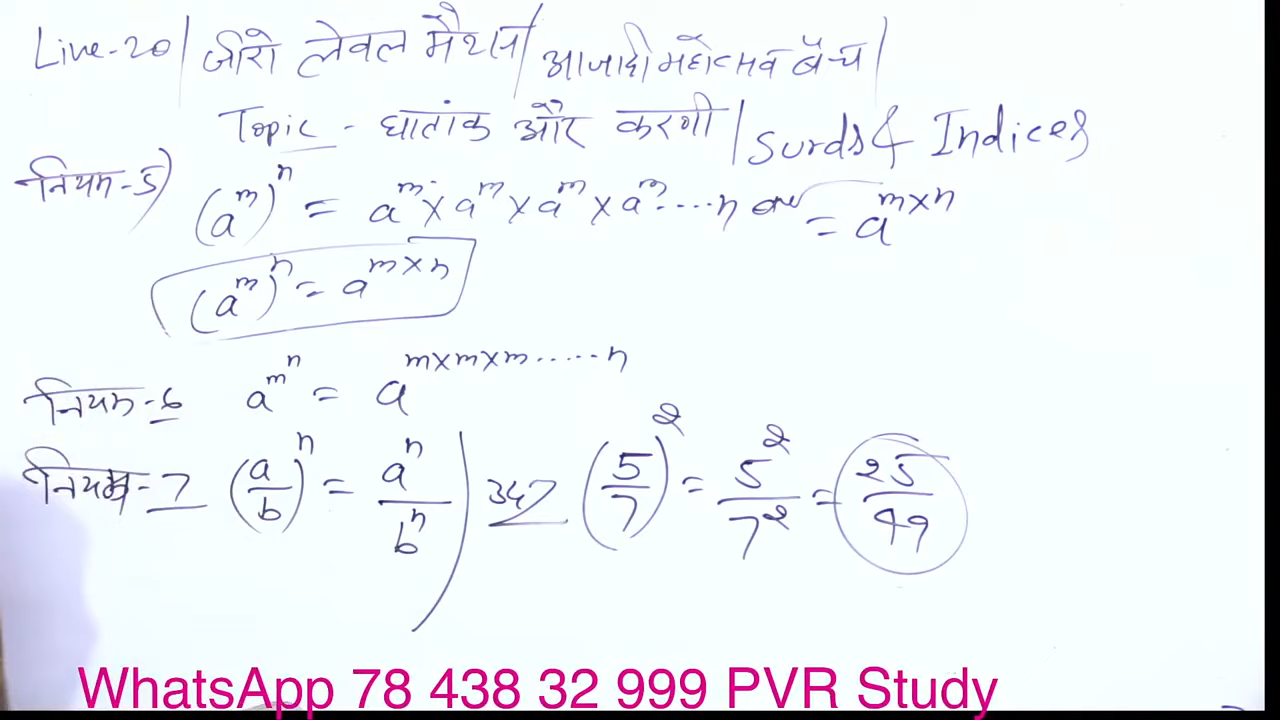 Live-20/ जीरो लेवल मैथ्स/ आजादी महोत्सव बैच/
Topic - घातांक और करणी / Surds & Indices
नियम-5) (a^m)^n = a^m × a^m × a^m × a^m ....n = a^{m×n}
(a^m)^n = a^{m×n}
नियम-6 a^{m^n} = a^{m×m×m.....n}
नियम-7 (a/b)^n = a^n/b^n ) उदा (5/7)^2 = 5^2/7^2 = 25/49
WhatsApp 78 438 32 999 PVR Study